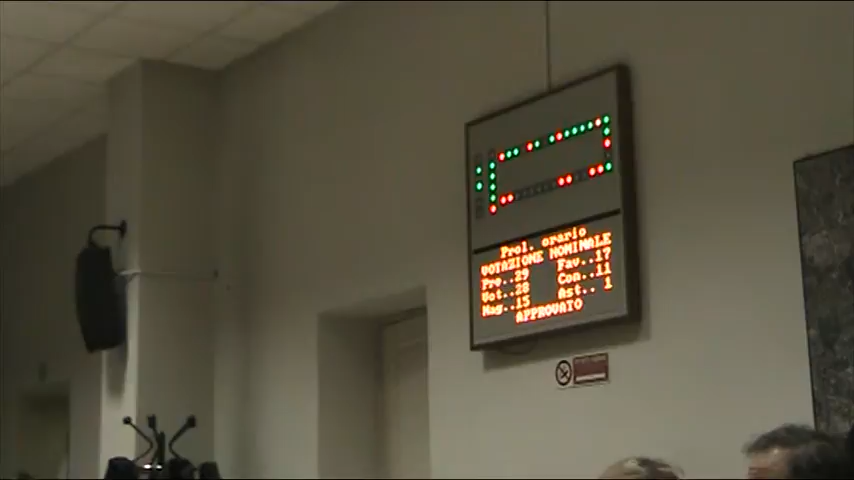 Prol. orario
VOTAZIONE NOMINALE
Pre..29 Fav..17
Vot..28 Con..11
Mag..15 Ast.. 1
APPROVATO